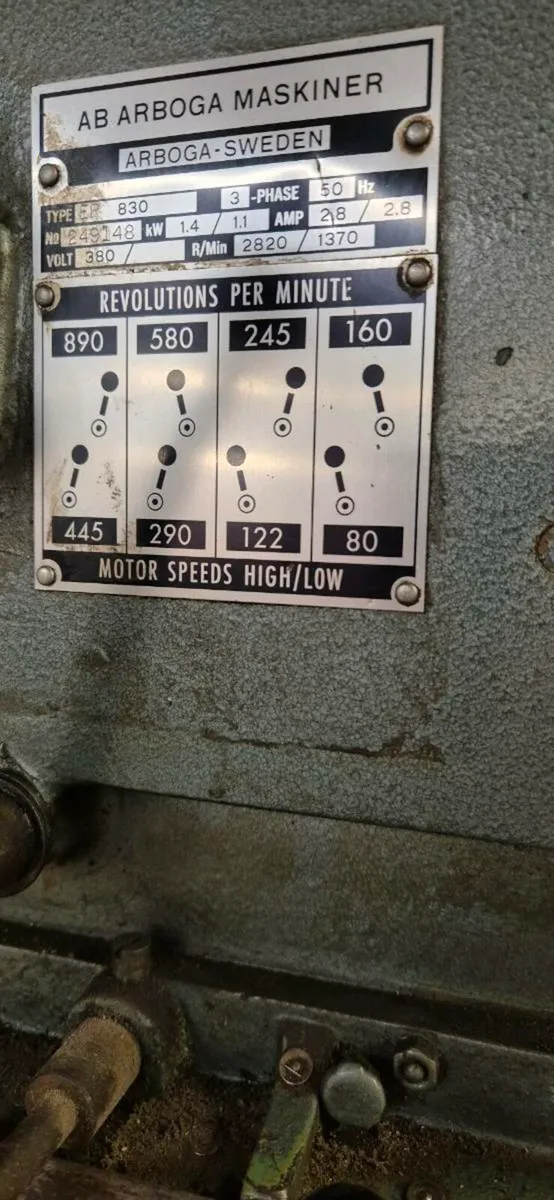 AB ARBOGA MASKINER
ARBOGA-SWEDEN
TYPE ER 830 3 -PHASE 50 Hz
No 249148 kW 1.4 / 1.1 AMP 2.8 / 2.8
VOLT 380 / R/Min 2820 / 1370
REVOLUTIONS PER MINUTE
890 580 245 160
445 290 122 80
MOTOR SPEEDS HIGH/LOW